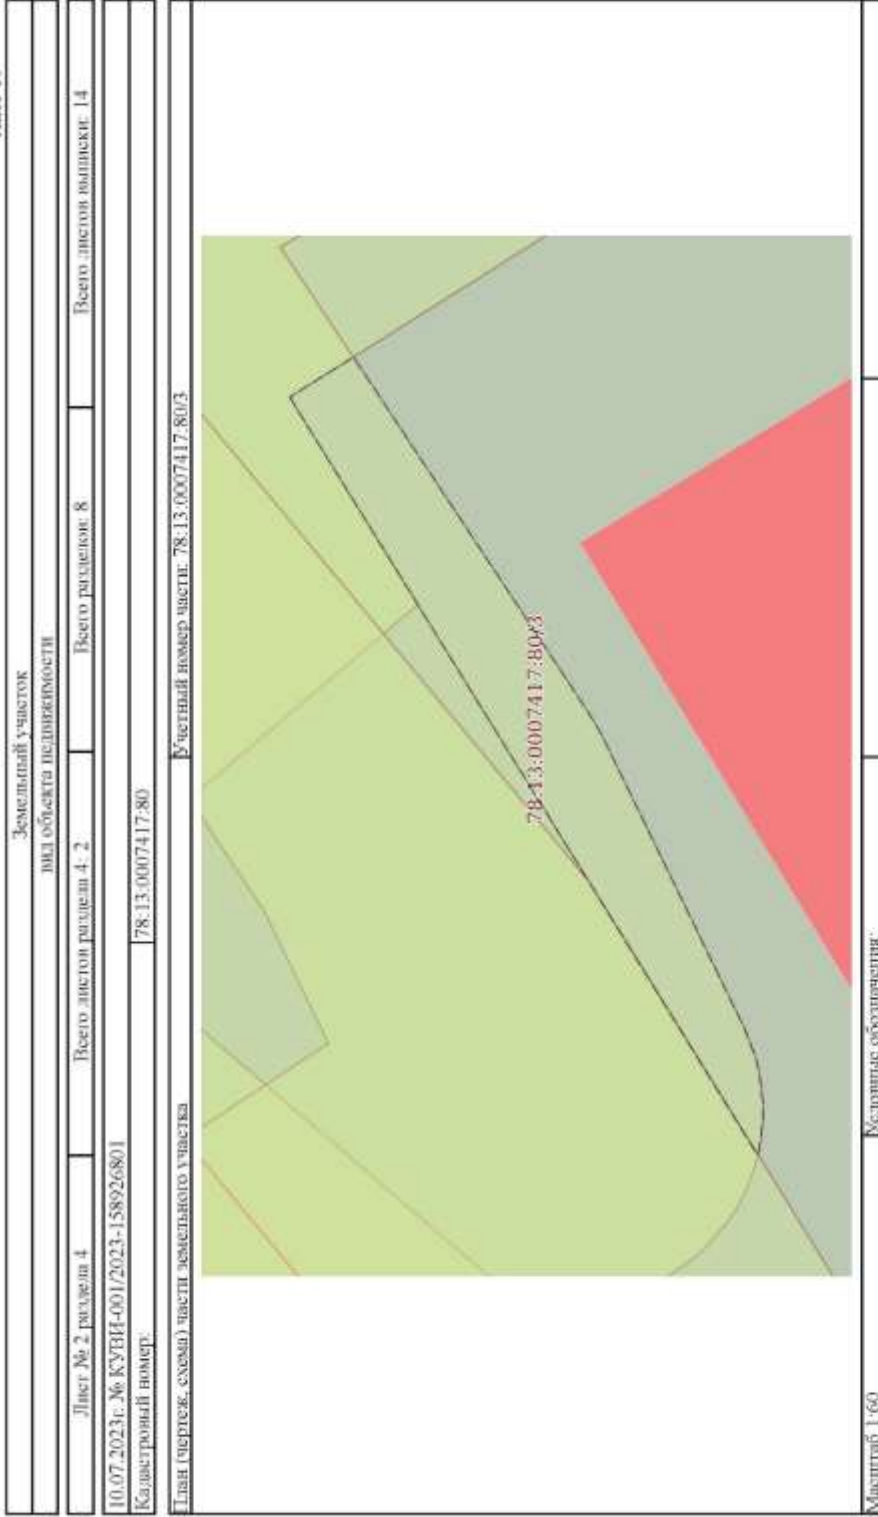 Земельный участок
вид объекта недвижимости
Лист № 2 раздела 4
Всего листов раздела 4: 2
Всего разделов: 8
Всего листов выписки: 14
10.07.2023г. № КУВИ-001/2023-158926801
Кадастровый номер:
78:13:0007417:80
План (чертеж, схема) части земельного участка
Учетный номер части: 78:13:0007417:80/3
78:13:0007417:80/3
Масштаб 1:60
Условные обозначения: